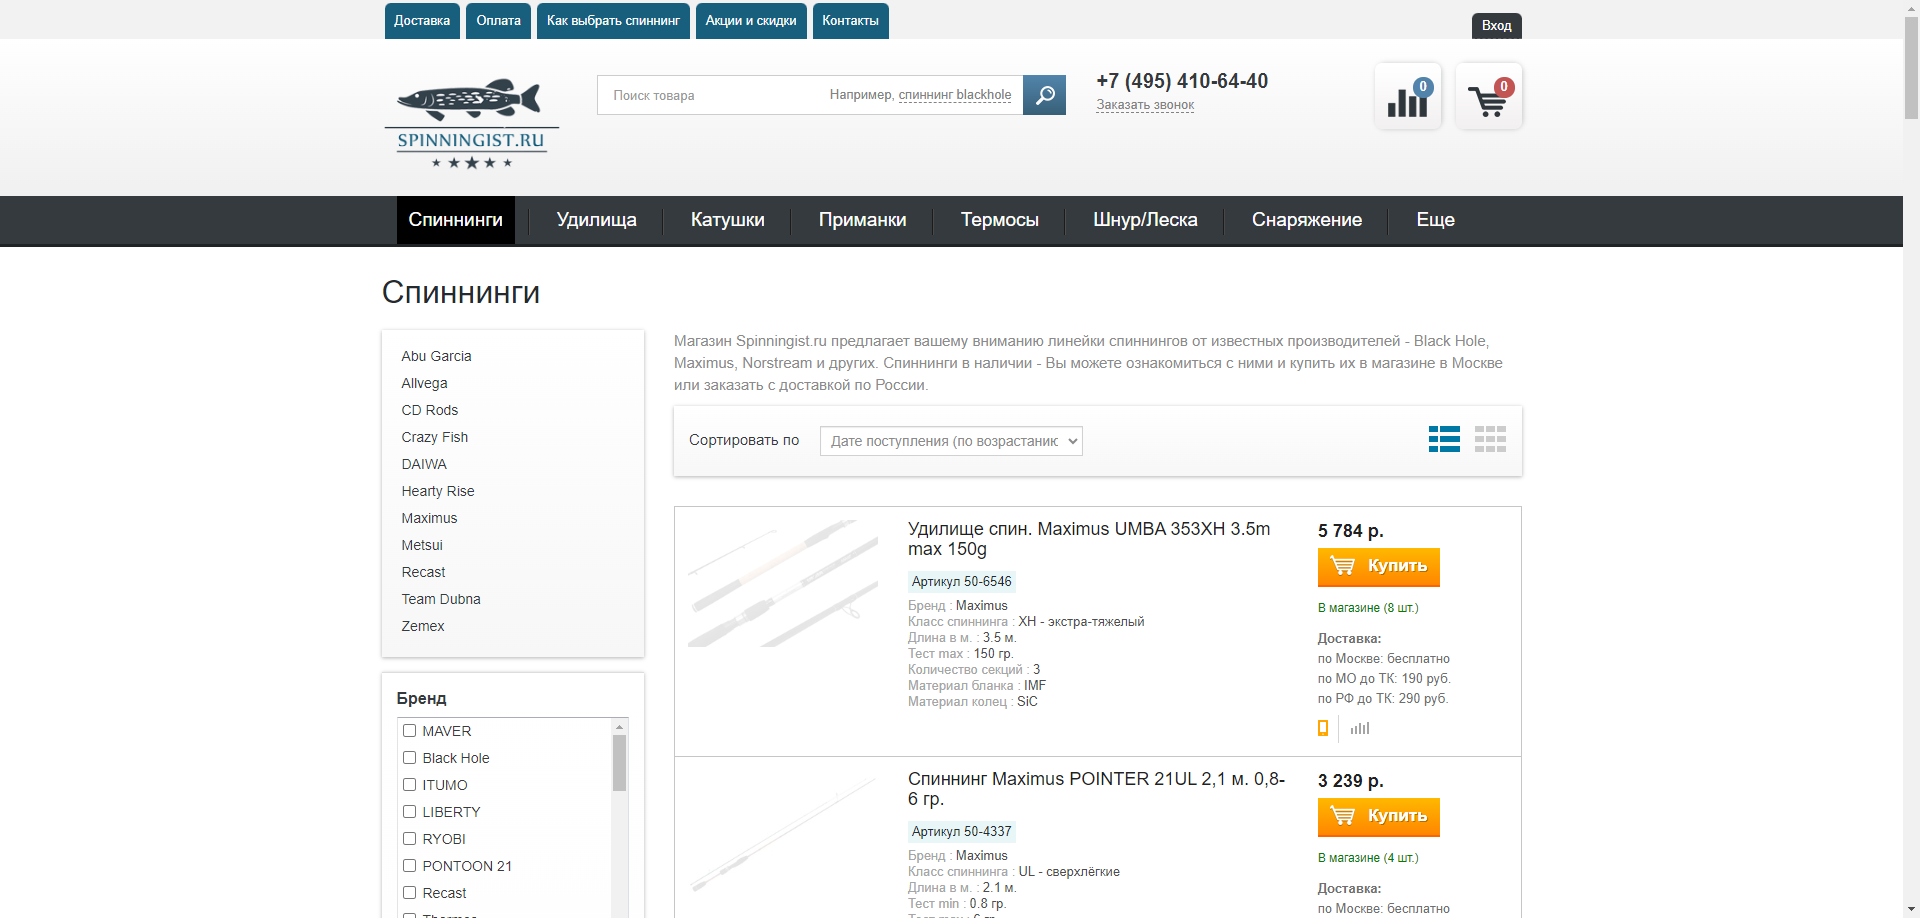 Доставка
Оплата
Как выбрать спиннинг
Акции и скидки
Контакты
Вход
SPINNINGIST.RU
Поиск товара
Например, спиннинг blackhole
+7 (495) 410-64-40
Заказать звонок
0
0
Спиннинги
Удилища
Катушки
Приманки
Термосы
Шнур/Леска
Снаряжение
Еще
Спиннинги
Abu Garcia
Allvega
CD Rods
Crazy Fish
DAIWA
Hearty Rise
Maximus
Metsui
Recast
Team Dubna
Zemex
Бренд
MAVER
Black Hole
ITUMO
LIBERTY
RYOBI
PONTOON 21
Recast
Магазин Spinningist.ru предлагает вашему вниманию линейки спиннингов от известных производителей - Black Hole,
Maximus, Norstream и других. Спиннинги в наличии - Вы можете ознакомиться с ними и купить их в магазине в Москве
или заказать с доставкой по России.
Сортировать по
Дате поступления (по возрастанию
Удилище спин. Maximus UMBA 353XH 3.5m
max 150g
Артикул 50-6546
Бренд : Maximus
Класс спиннинга : XH - экстра-тяжелый
Длина в м. : 3.5 м.
Тест max : 150 гр.
Количество секций : 3
Материал бланка : IMF
Материал колец : SiC
5 784 р.
Купить
В магазине (8 шт.)
Доставка:
по Москве: бесплатно
по МО до ТК: 190 руб.
по РФ до ТК: 290 руб.
Спиннинг Maximus POINTER 21UL 2,1 м. 0,8-
6 гр.
Артикул 50-4337
Бренд : Maximus
Класс спиннинга : UL - сверхлёгкие
Длина в м. : 2.1 м.
Тест min : 0.8 гр.
3 239 р.
Купить
В магазине (4 шт.)
Доставка:
по Москве: бесплатно